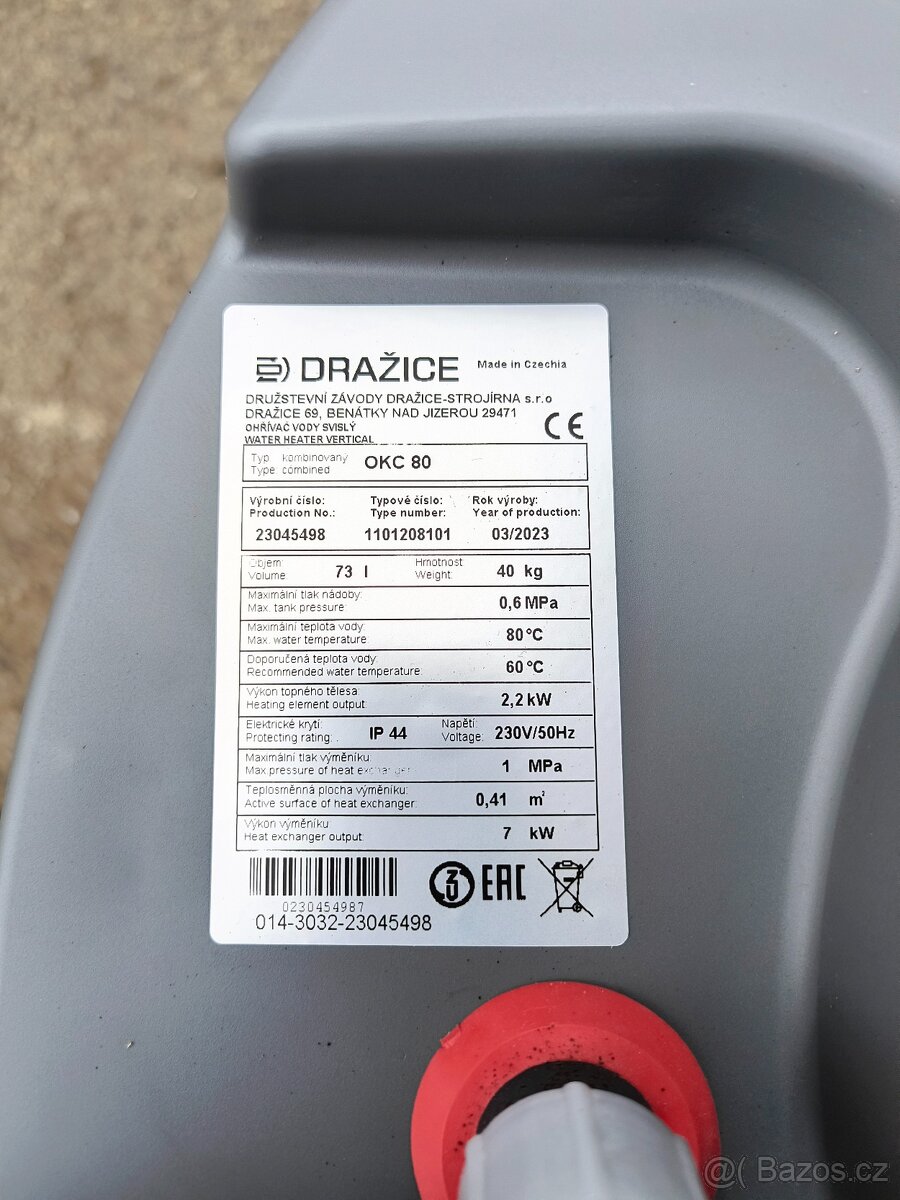 DRAŽICE Made in Czechia
DRUŽSTEVNÍ ZÁVODY DRAŽICE-STROJÍRNA s.r.o
DRAŽICE 69, BENÁTKY NAD JIZEROU 29471
OHŘÍVAČ VODY SVISLÝ
WATER HEATER VERTICAL
CE
Typ: kombinovaný
Type: combined
OKC 80
Výrobní číslo: Typové číslo: Rok výroby:
Production No.: Type number: Year of production:
23045498 1101208101 03/2023
Objem: Hmotnost:
Volume: 73 l Weight: 40 kg
Maximální tlak nádoby:
Max. tank pressure: 0,6 MPa
Maximální teplota vody:
Max. water temperature: 80°C
Doporučená teplota vody:
Recommended water temperature: 60°C
Výkon topného tělesa:
Heating element output: 2,2 kW
Elektrické krytí: Napětí:
Protecting rating: IP 44 Voltage: 230V/50Hz
Maximální tlak výměníku:
Max.pressure of heat exchanger: 1 MPa
Teplosměnná plocha výměníku:
Active surface of heat exchanger: 0,41 m²
Výkon výměníku:
Heat exchanger output: 7 kW
EAC
0230454987
014-3032-23045498
@( Bazos.cz